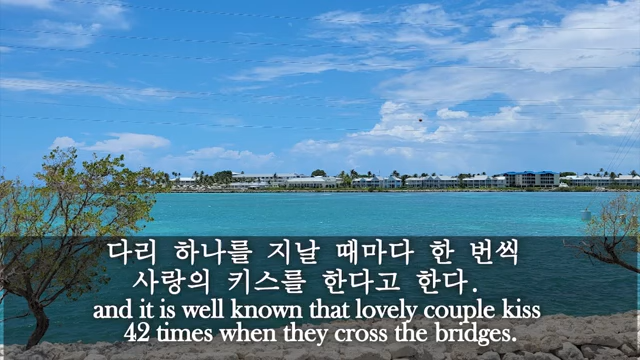 다리 하나를 지날 때마다 한 번씩
사랑의 키스를 한다고 한다.
and it is well known that lovely couple kiss
42 times when they cross the bridges.